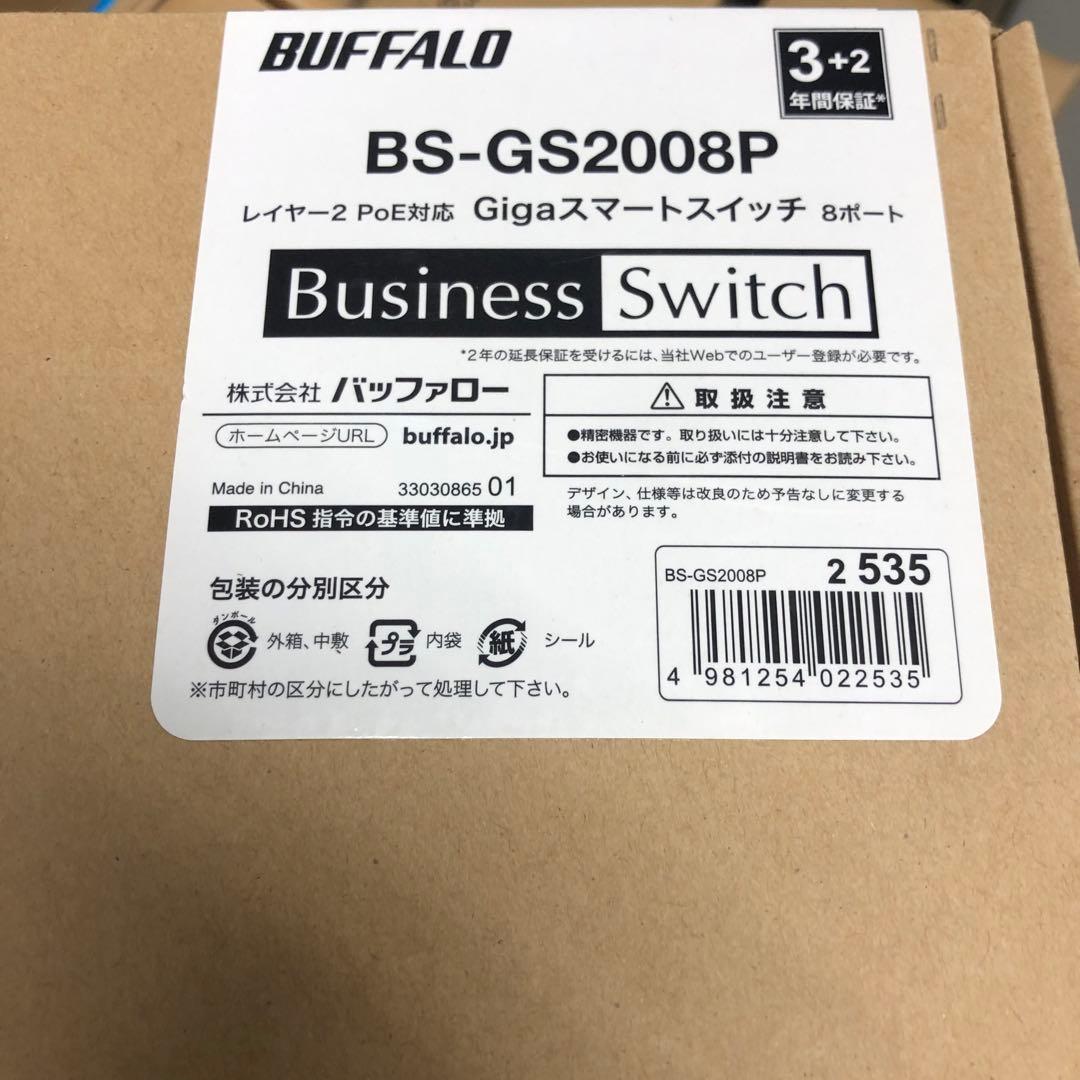 BUFFALO
3+2
年間保証*
BS-GS2008P
レイヤー2 PoE対応 Gigaスマートスイッチ 8ポート
Business Switch
*2年の延長保証を受けるには、当社Webでのユーザー登録が必要です。
株式会社 バッファロー
ホームページURL buffalo.jp
Made in China 33030865 01
RoHS 指令の基準値に準拠
⚠ 取扱注意
●精密機器です。取り扱いには十分注意して下さい。
●お使いになる前に必ず添付の説明書をお読み下さい。
デザイン、仕様等は改良のため予告なしに変更する
場合があります。
包装の分別区分
ダンボール
外箱、中敷 プラ 内袋 紙 シール
※市町村の区分にしたがって処理して下さい。
BS-GS2008P 2 535
4 981254 022535